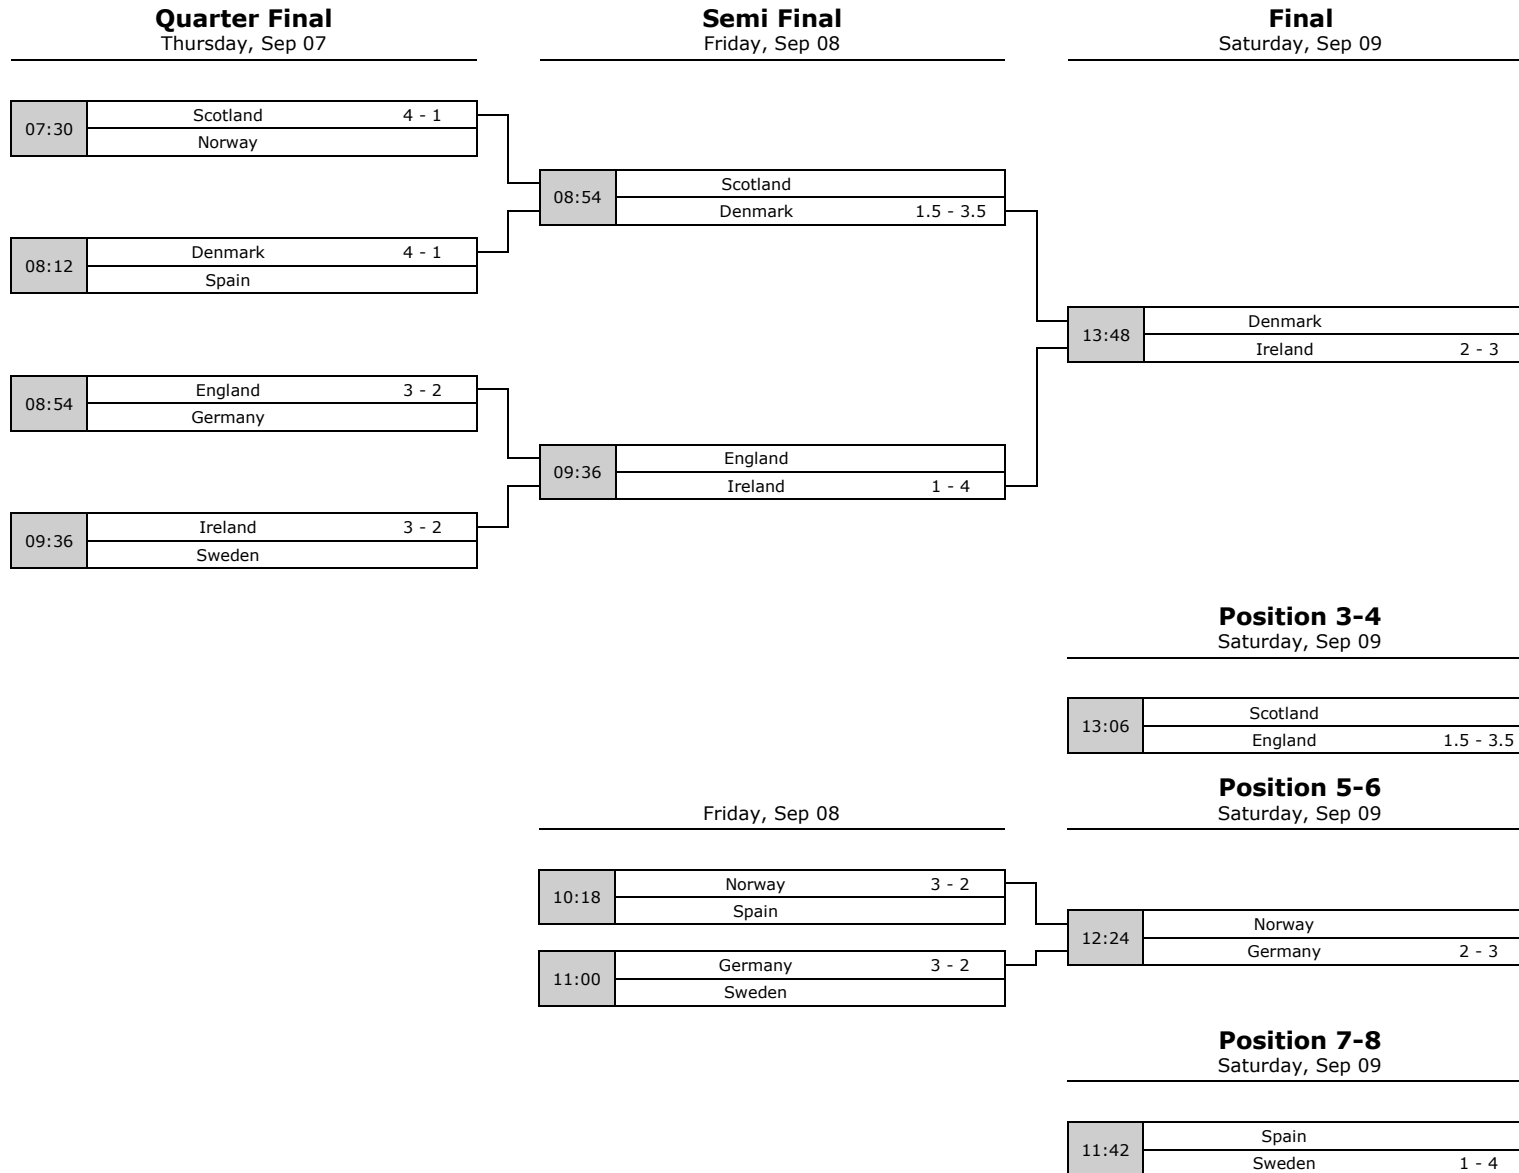 Quarter Final
Thursday, Sep 07
Semi Final
Friday, Sep 08
Final
Saturday, Sep 09
07:30
Scotland 4 - 1
Norway
08:54
Scotland
Denmark 1.5 - 3.5
08:12
Denmark 4 - 1
Spain
13:48
Denmark
Ireland 2 - 3
08:54
England 3 - 2
Germany
09:36
England
Ireland 1 - 4
09:36
Ireland 3 - 2
Sweden
Position 3-4
Saturday, Sep 09
13:06
Scotland
England 1.5 - 3.5
Friday, Sep 08
Position 5-6
Saturday, Sep 09
10:18
Norway 3 - 2
Spain
12:24
Norway
Germany 2 - 3
11:00
Germany 3 - 2
Sweden
Position 7-8
Saturday, Sep 09
11:42
Spain
Sweden 1 - 4